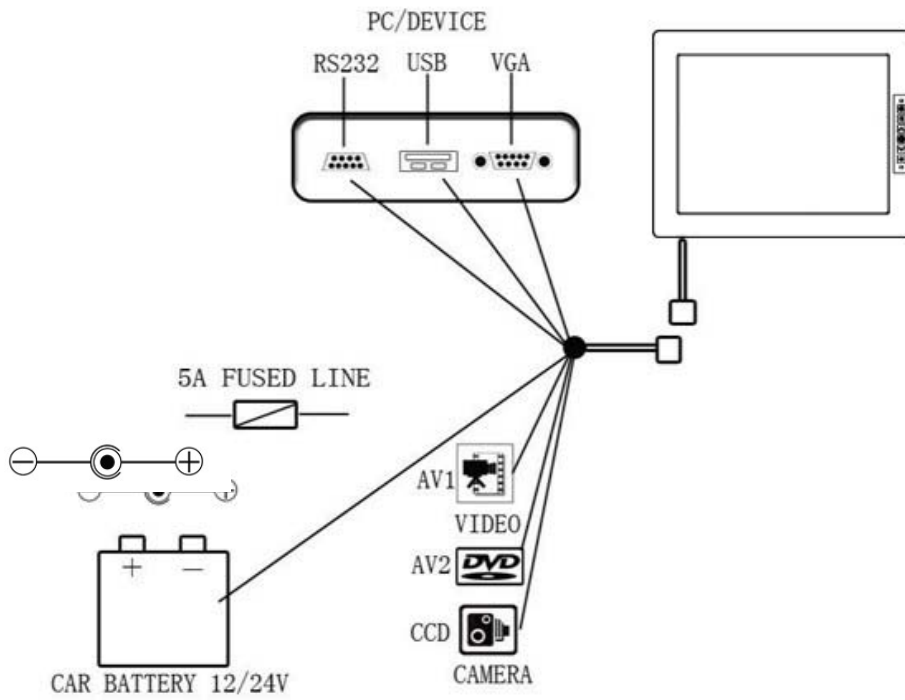 PC/DEVICE
RS232 USB VGA
5A FUSED LINE
AV1
VIDEO
AV2 DVD
CCD
CAMERA
+ −
CAR BATTERY 12/24V